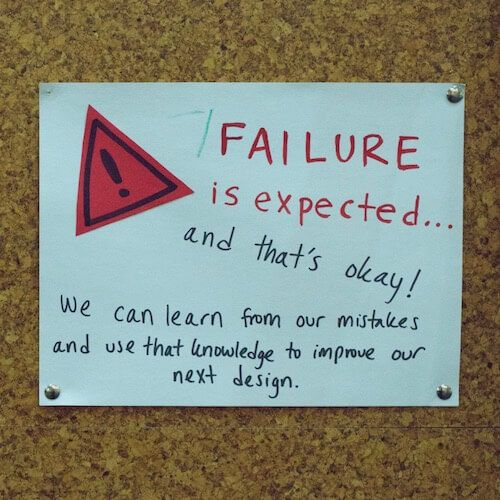 FAILURE
is expected...
and that's okay!
We can learn from our mistakes
and use that knowledge to improve our
next design.